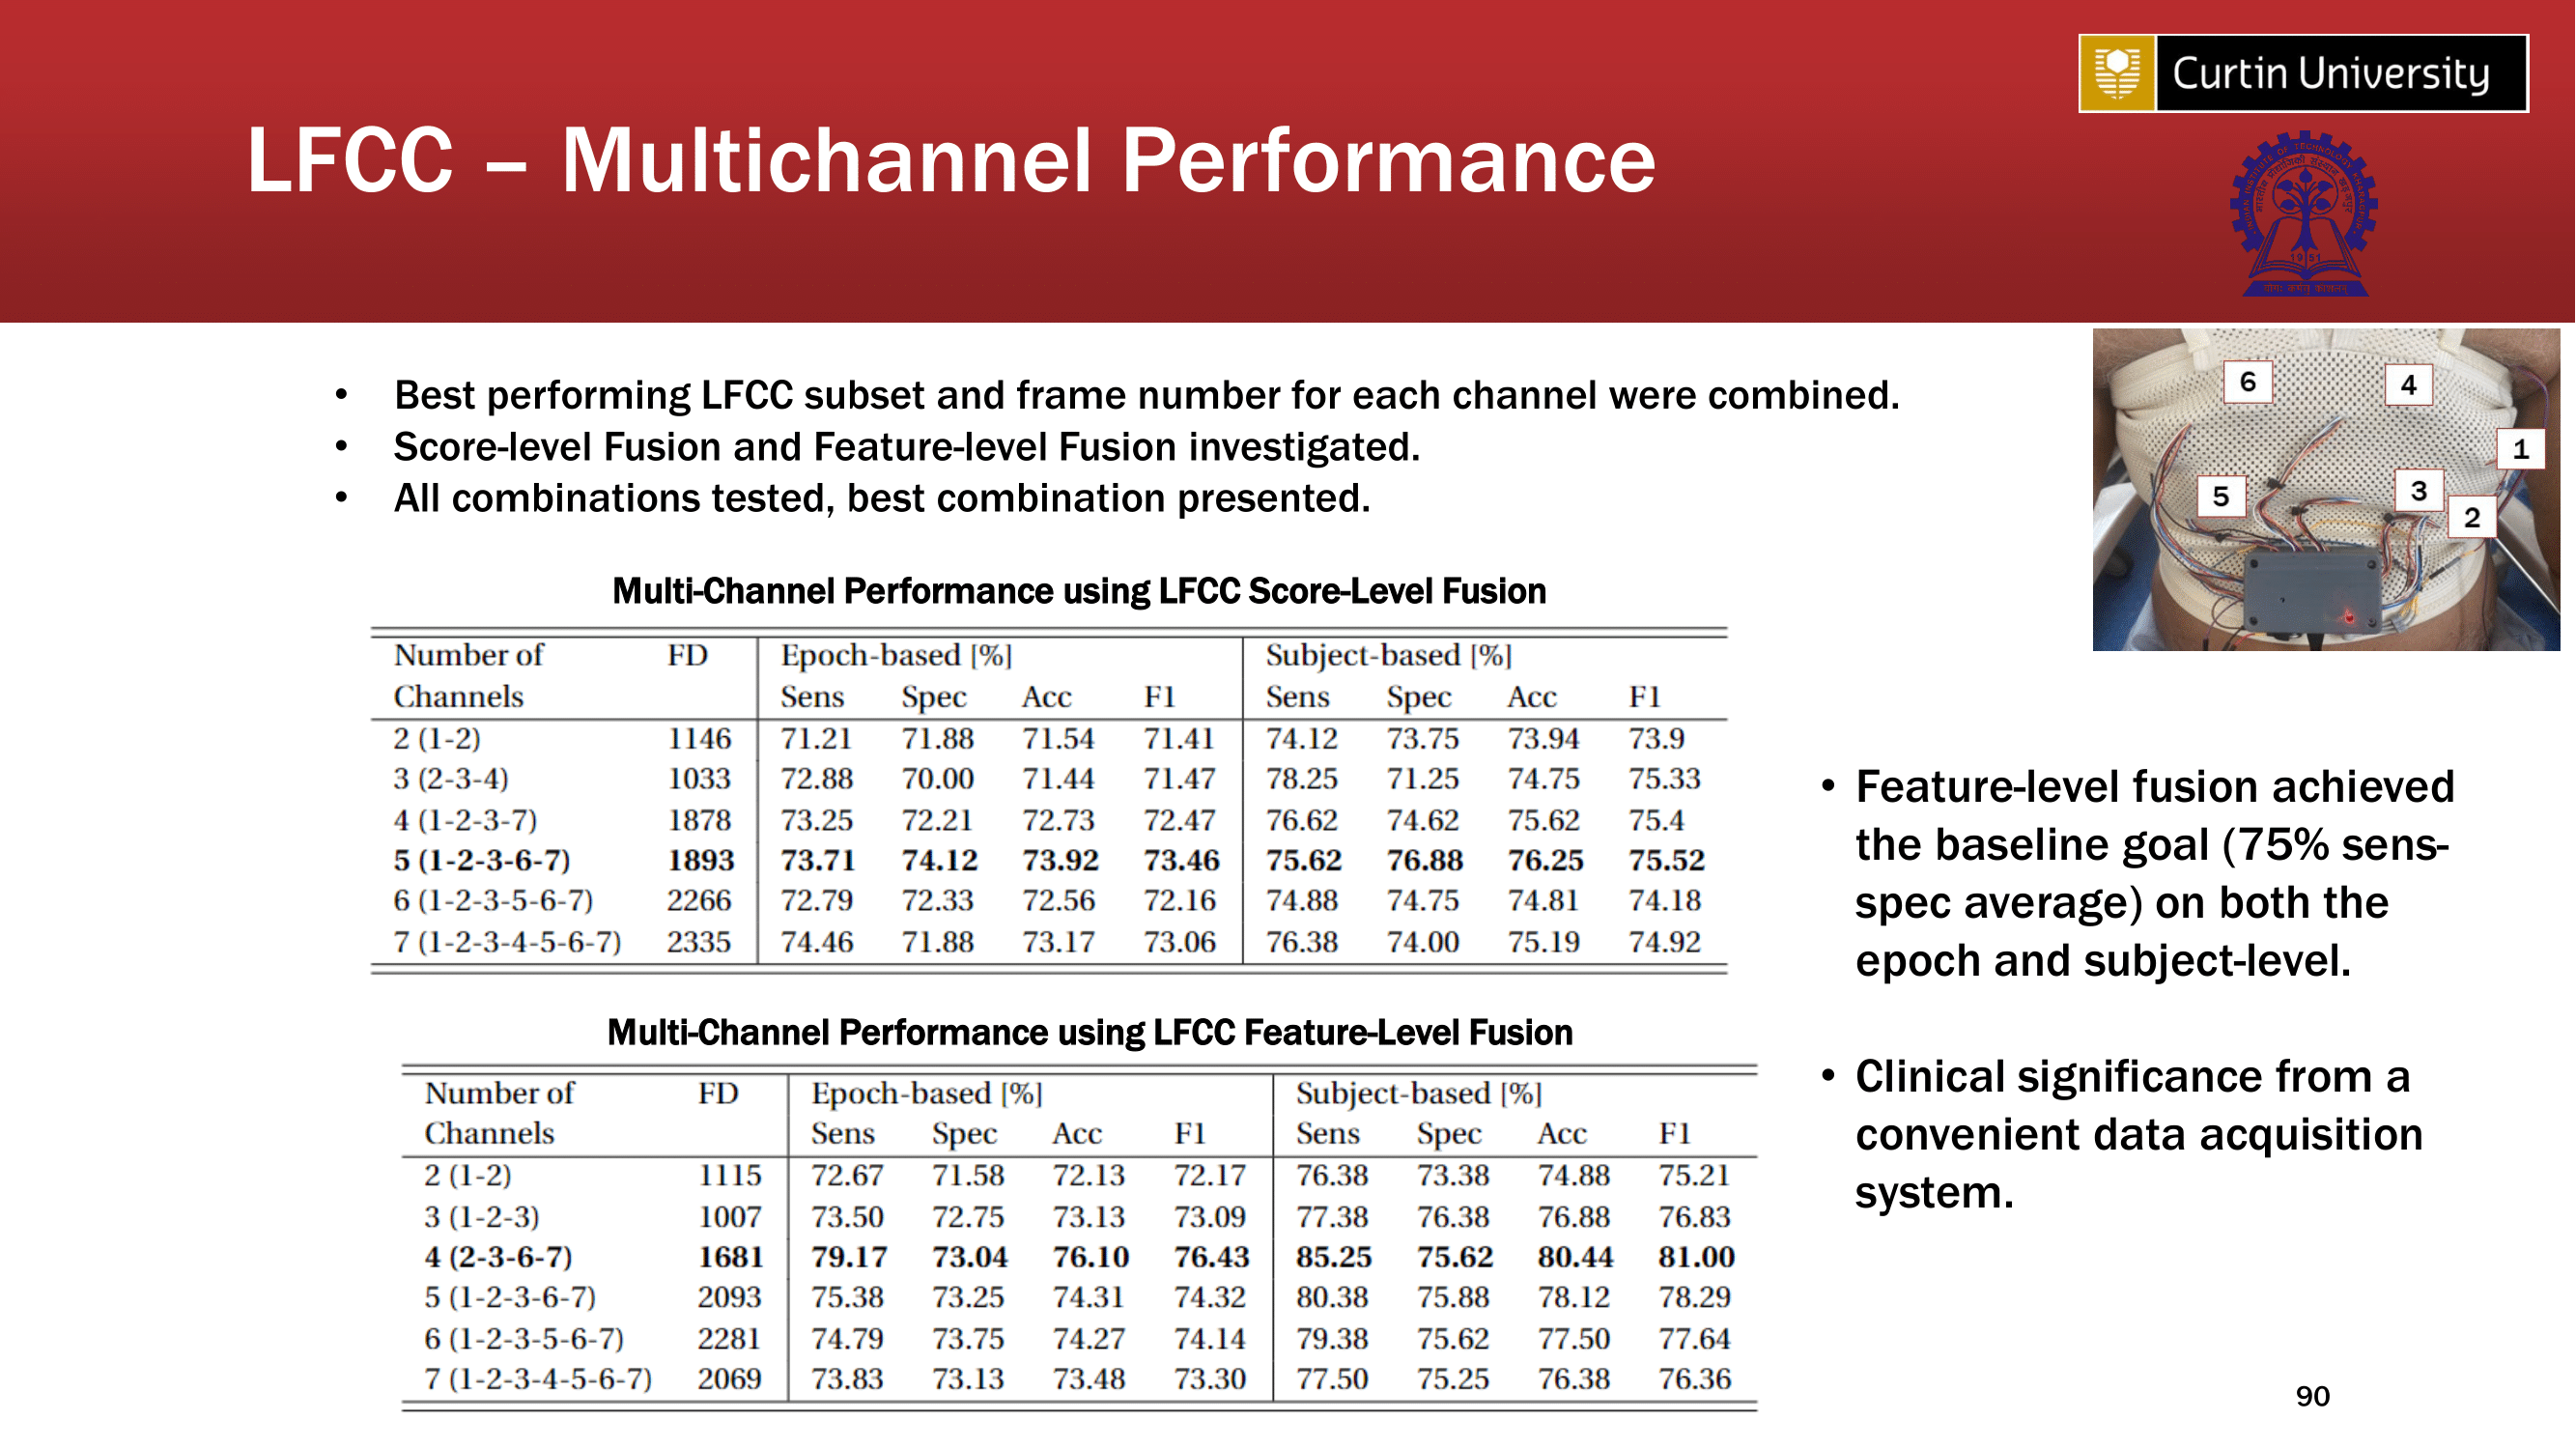 Curtin University
LFCC – Multichannel Performance
INDIAN INSTITUTE OF TECHNOLOGY KHARAGPUR
1951
योगः कर्मसु कौशलम्
• Best performing LFCC subset and frame number for each channel were combined.
• Score-level Fusion and Feature-level Fusion investigated.
• All combinations tested, best combination presented.
6
4
1
5
3
2
Multi-Channel Performance using LFCC Score-Level Fusion
Number of FD Epoch-based [%] Subject-based [%]
Channels Sens Spec Acc F1 Sens Spec Acc F1
2 (1-2) 1146 71.21 71.88 71.54 71.41 74.12 73.75 73.94 73.9
3 (2-3-4) 1033 72.88 70.00 71.44 71.47 78.25 71.25 74.75 75.33
4 (1-2-3-7) 1878 73.25 72.21 72.73 72.47 76.62 74.62 75.62 75.4
5 (1-2-3-6-7) 1893 73.71 74.12 73.92 73.46 75.62 76.88 76.25 75.52
6 (1-2-3-5-6-7) 2266 72.79 72.33 72.56 72.16 74.88 74.75 74.81 74.18
7 (1-2-3-4-5-6-7) 2335 74.46 71.88 73.17 73.06 76.38 74.00 75.19 74.92
Multi-Channel Performance using LFCC Feature-Level Fusion
Number of FD Epoch-based [%] Subject-based [%]
Channels Sens Spec Acc F1 Sens Spec Acc F1
2 (1-2) 1115 72.67 71.58 72.13 72.17 76.38 73.38 74.88 75.21
3 (1-2-3) 1007 73.50 72.75 73.13 73.09 77.38 76.38 76.88 76.83
4 (2-3-6-7) 1681 79.17 73.04 76.10 76.43 85.25 75.62 80.44 81.00
5 (1-2-3-6-7) 2093 75.38 73.25 74.31 74.32 80.38 75.88 78.12 78.29
6 (1-2-3-5-6-7) 2281 74.79 73.75 74.27 74.14 79.38 75.62 77.50 77.64
7 (1-2-3-4-5-6-7) 2069 73.83 73.13 73.48 73.30 77.50 75.25 76.38 76.36
• Feature-level fusion achieved
the baseline goal (75% sens-
spec average) on both the
epoch and subject-level.
• Clinical significance from a
convenient data acquisition
system.
90